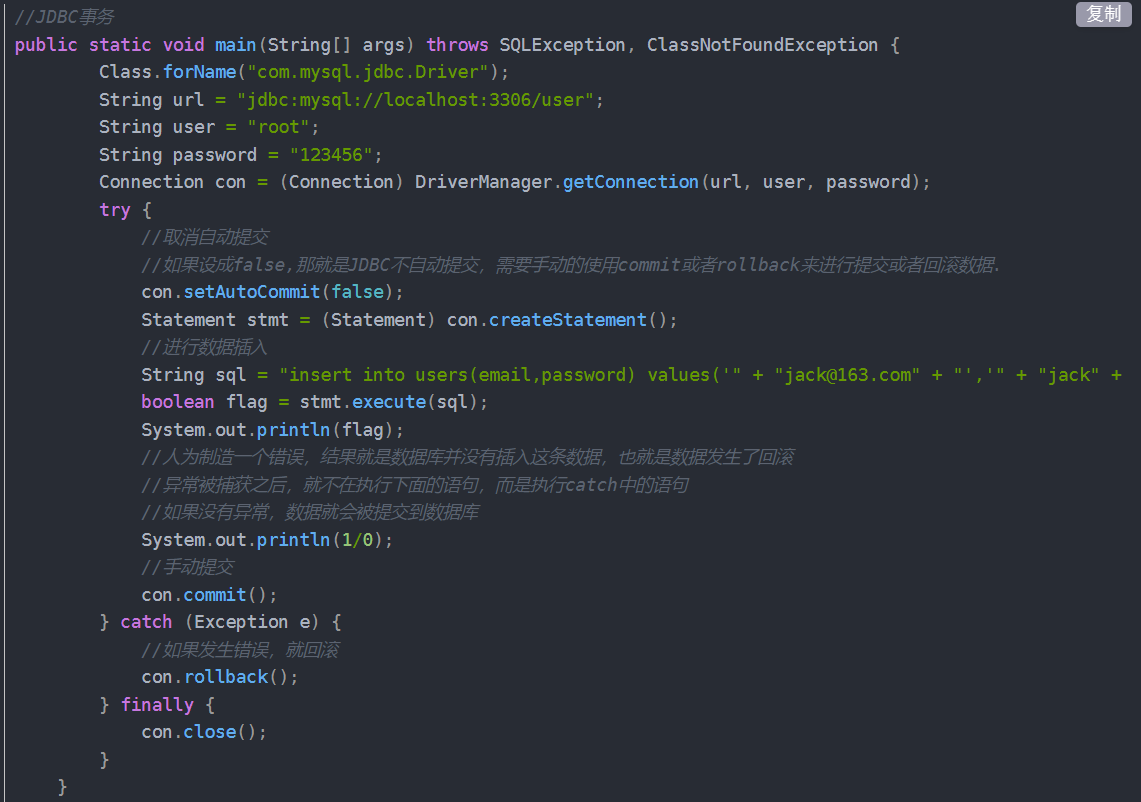 //JDBC事务
复制
public static void main(String[] args) throws SQLException, ClassNotFoundException {
        Class.forName("com.mysql.jdbc.Driver");
        String url = "jdbc:mysql://localhost:3306/user";
        String user = "root";
        String password = "123456";
        Connection con = (Connection) DriverManager.getConnection(url, user, password);
        try {
            //取消自动提交
            //如果设成false,那就是JDBC不自动提交，需要手动的使用commit或者rollback来进行提交或者回滚数据.
            con.setAutoCommit(false);
            Statement stmt = (Statement) con.createStatement();
            //进行数据插入
            String sql = "insert into users(email,password) values('" + "jack@163.com" + "','" + "jack" +
            boolean flag = stmt.execute(sql);
            System.out.println(flag);
            //人为制造一个错误，结果就是数据库并没有插入这条数据，也就是数据发生了回滚
            //异常被捕获之后，就不在执行下面的语句，而是执行catch中的语句
            //如果没有异常，数据就会被提交到数据库
            System.out.println(1/0);
            //手动提交
            con.commit();
        } catch (Exception e) {
            //如果发生错误，就回滚
            con.rollback();
        } finally {
            con.close();
        }
    }